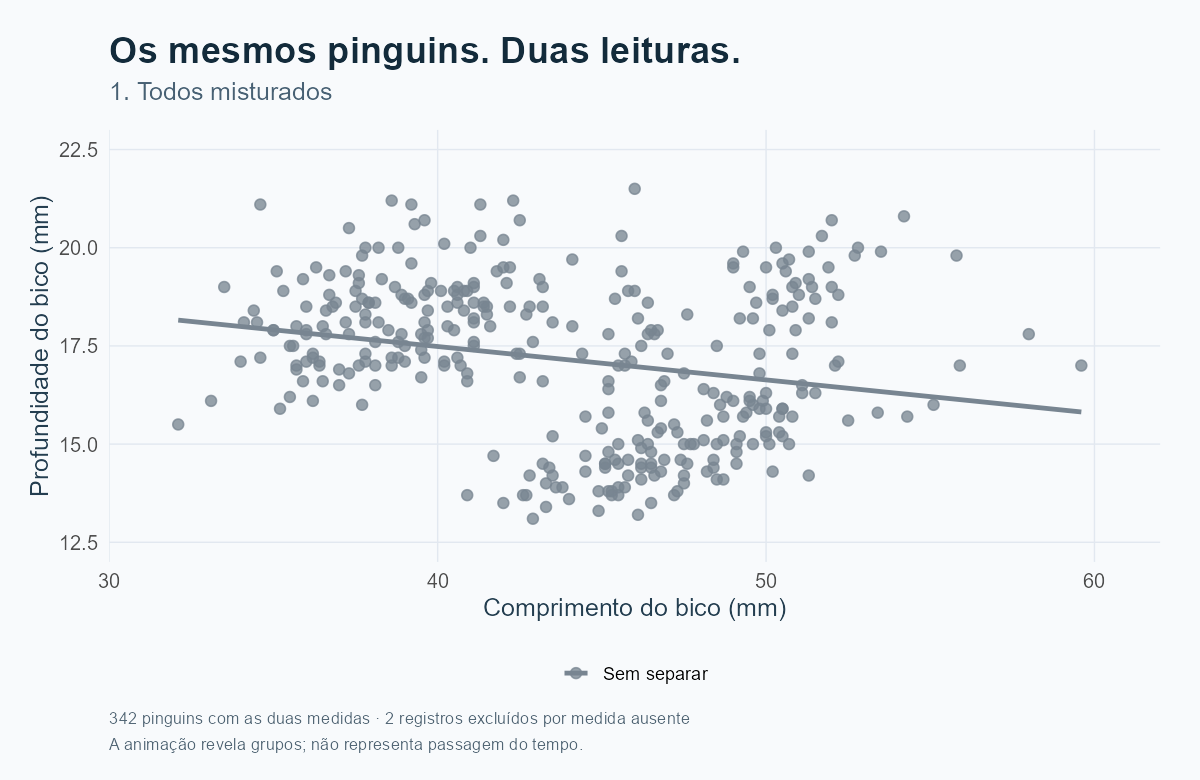 Os mesmos pinguins. Duas leituras.
1. Todos misturados
Profundidade do bico (mm)
22.5
20.0
17.5
15.0
12.5
30
40
50
60
Comprimento do bico (mm)
Sem separar
342 pinguins com as duas medidas · 2 registros excluídos por medida ausente
A animação revela grupos; não representa passagem do tempo.